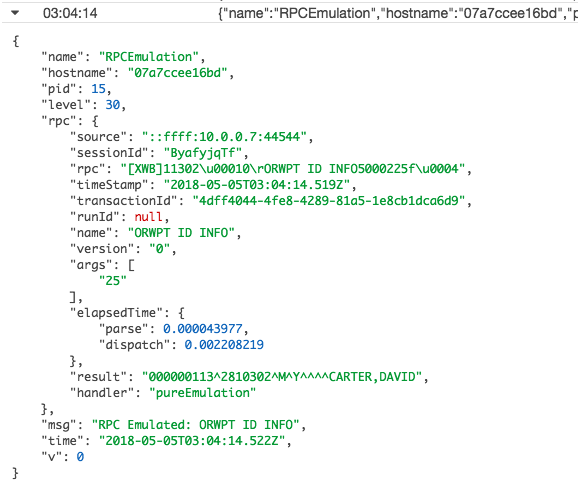 03:04:14 {"name":"RPCEmulation","hostname":"07a7ccee16bd","p
{
"name": "RPCEmulation",
"hostname": "07a7ccee16bd",
"pid": 15,
"level": 30,
"rpc": {
"source": "::ffff:10.0.0.7:44544",
"sessionId": "ByafyjqTf",
"rpc": "[XWB]11302\u00010\rORWPT ID INFO5000225f\u0004",
"timeStamp": "2018-05-05T03:04:14.519Z",
"transactionId": "4dff4044-4fe8-4289-81a5-1e8cb1dca6d9",
"runId": null,
"name": "ORWPT ID INFO",
"version": "0",
"args": [
"25"
],
"elapsedTime": {
"parse": 0.000043977,
"dispatch": 0.002208219
},
"result": "000000113^2810302^M^Y^^^^CARTER,DAVID",
"handler": "pureEmulation"
},
"msg": "RPC Emulated: ORWPT ID INFO",
"time": "2018-05-05T03:04:14.522Z",
"v": 0
}